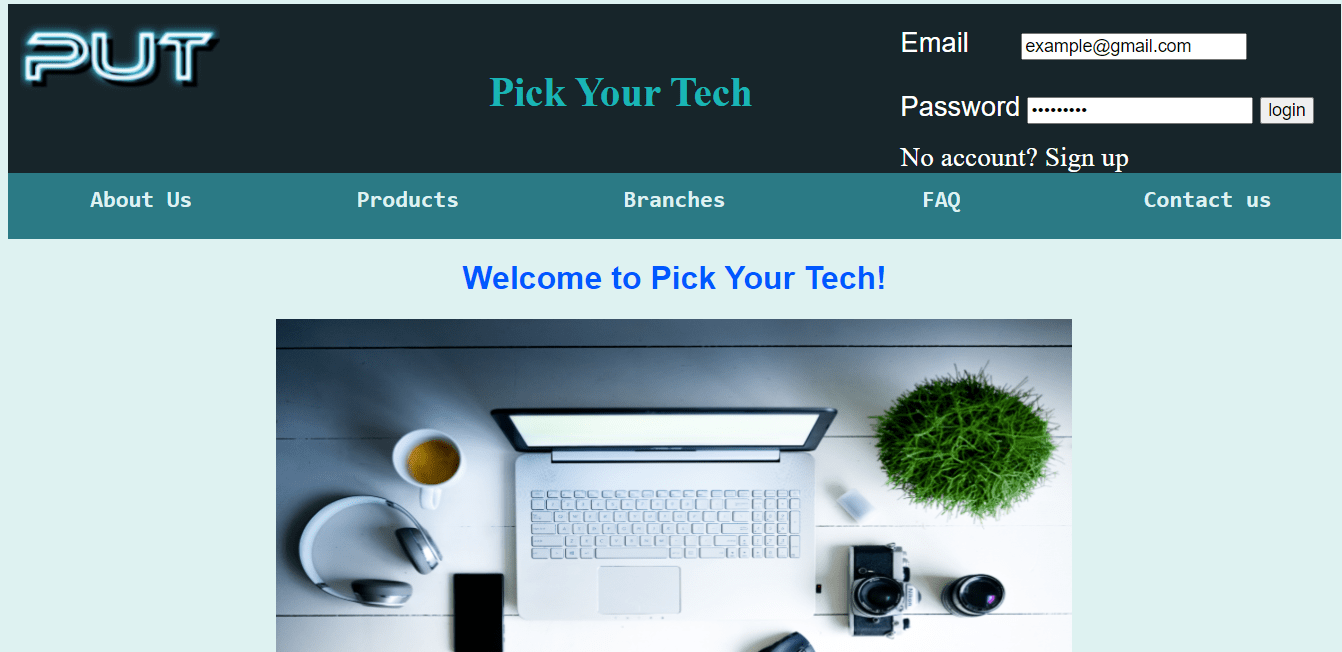 PUT
Pick Your Tech
Email example@gmail.com
Password ••••••••• login
No account? Sign up
About Us Products Branches FAQ Contact us
Welcome to Pick Your Tech!